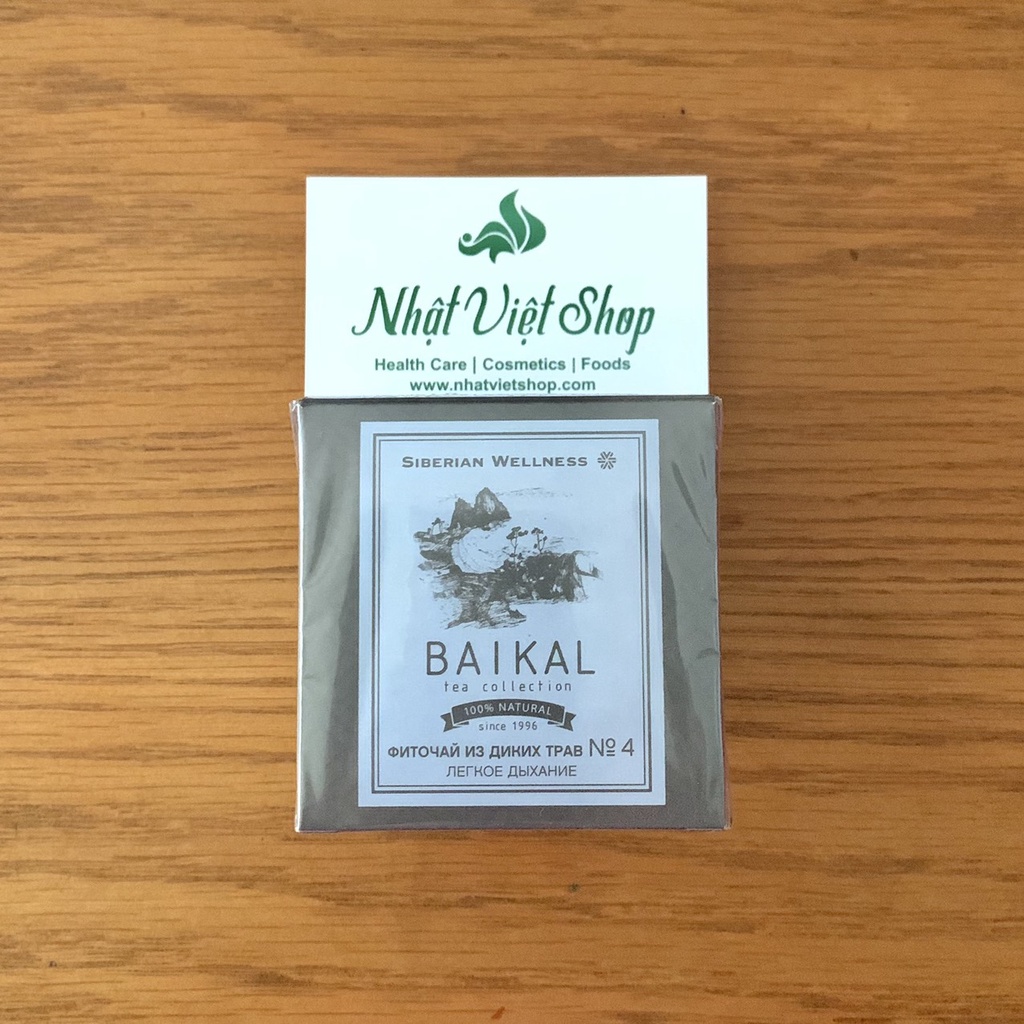 Nhật Việt Shop
Health Care | Cosmetics | Foods
www.nhatvietshop.com
SIBERIAN WELLNESS
BAIKAL
tea collection
100% NATURAL
since 1996
ФИТОЧАЙ ИЗ ДИКИХ ТРАВ № 4
ЛЕГКОЕ ДЫХАНИЕ